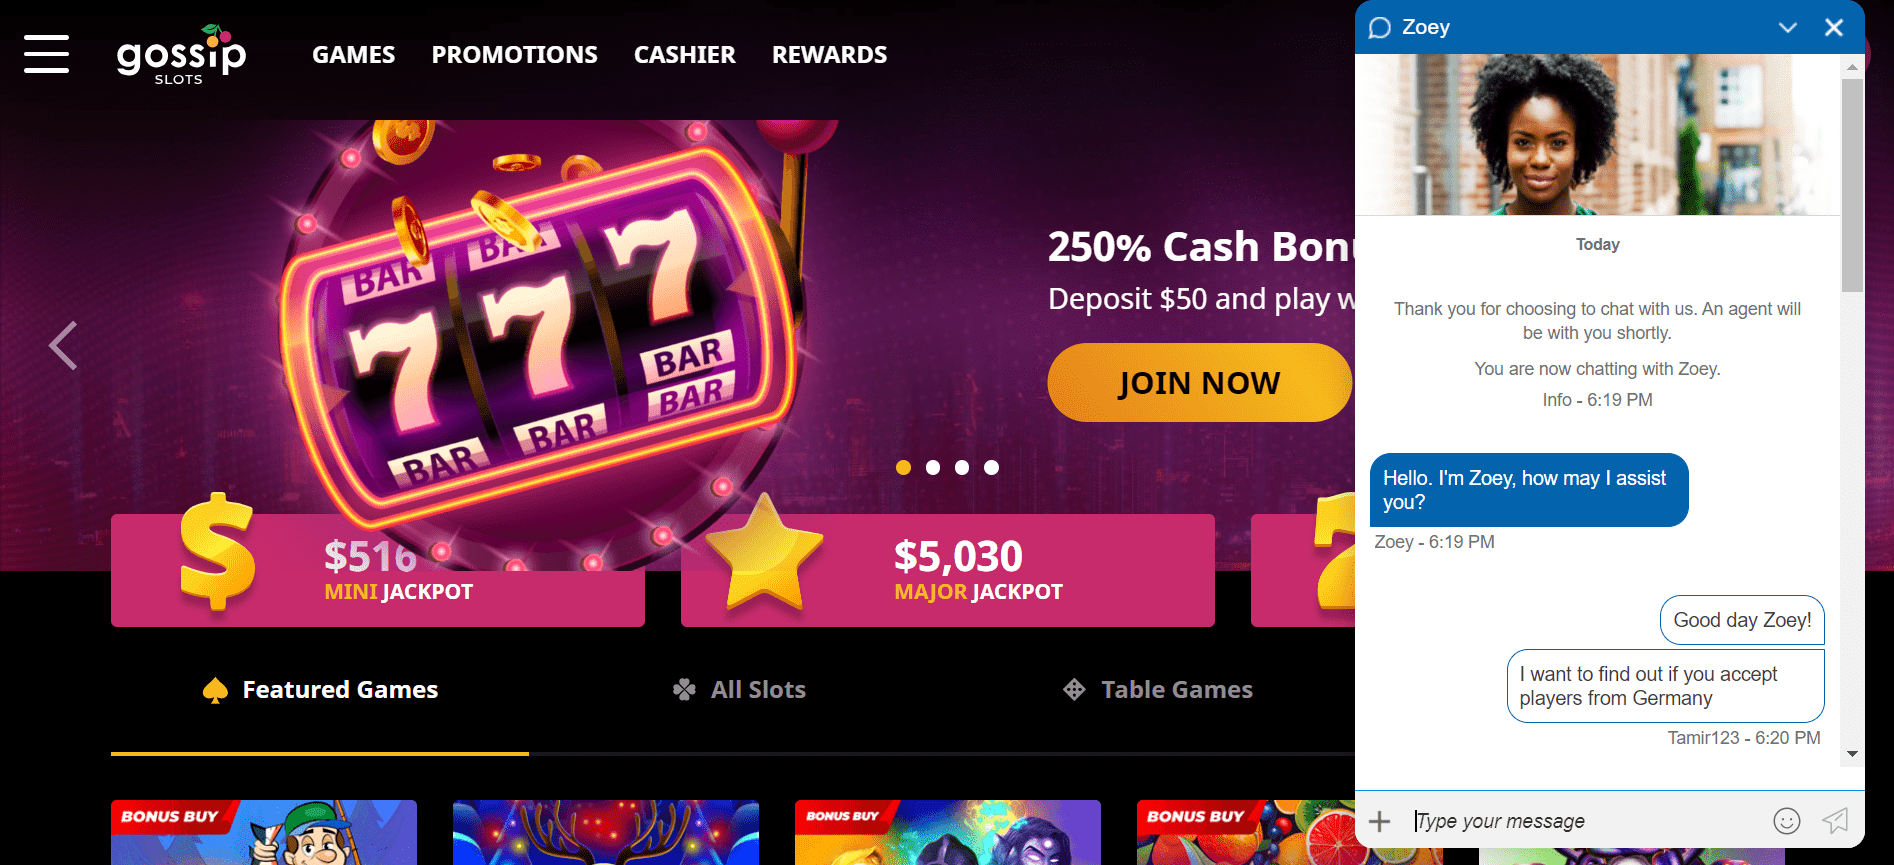 gossip
SLOTS
GAMES
PROMOTIONS
CASHIER
REWARDS
BAR
BAR
7
7
7
BAR
BAR
BAR
BAR
250% Cash
Deposit $50 and play
JOIN NOW
$516
MINI JACKPOT
$5,030
MAJOR JACKPOT
Featured Games
All Slots
Table Games
BONUS BUY
BONUS BUY
BONUS BUY
Zoey
Today
Thank you for choosing to chat with us. An agent will
be with you shortly.
You are now chatting with Zoey.
Info - 6:19 PM
Hello. I'm Zoey, how may I assist
you?
Zoey - 6:19 PM
Good day Zoey!
I want to find out if you accept
players from Germany
Tamir123 - 6:20 PM
Type your message